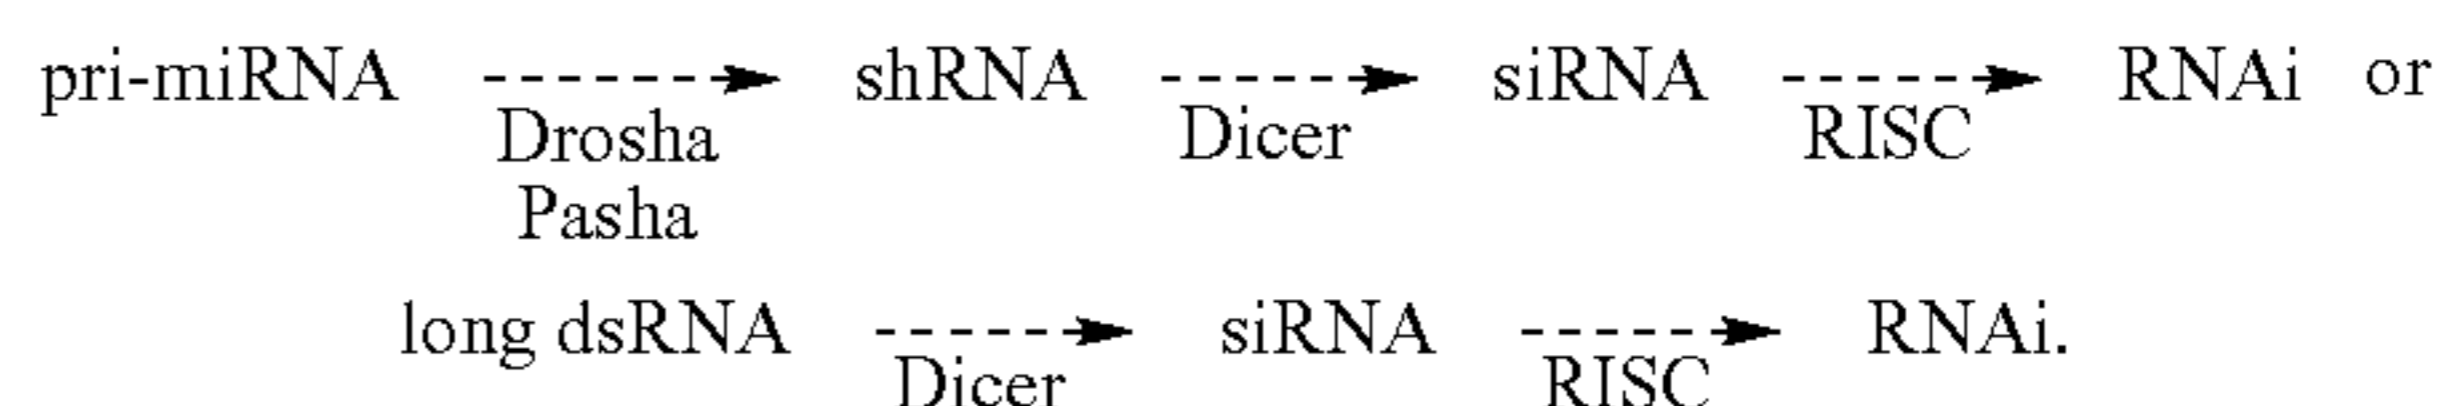 pri-miRNA shRNA siRNA RNAi or
Drosha Dicer RISC
Pasha
long dsRNA siRNA RNAi.
Dicer RISC